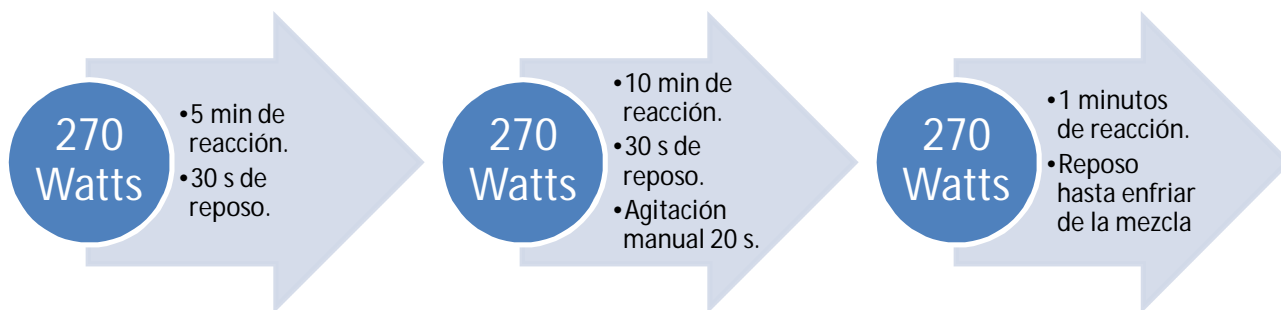 270
Watts
•5 min de
reacción.
•30 s de
reposo.
270
Watts
•10 min de
reacción.
•30 s de
reposo.
•Agitación
manual 20 s.
270
Watts
•1 minutos
de reacción.
•Reposo
hasta enfriar
de la mezcla